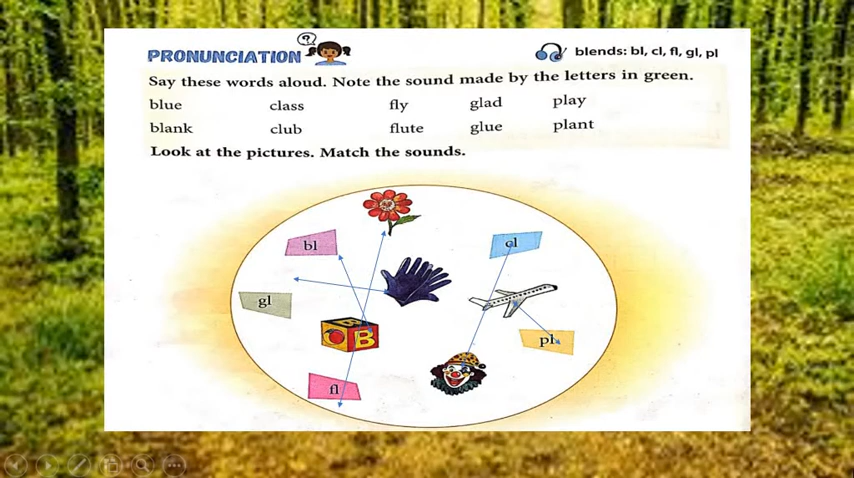 PRONUNCIATION ?
blends: bl, cl, fl, gl, pl
Say these words aloud. Note the sound made by the letters in green.
blue class fly glad play
blank club flute glue plant
Look at the pictures. Match the sounds.
bl cl
gl
B B
pl
fl